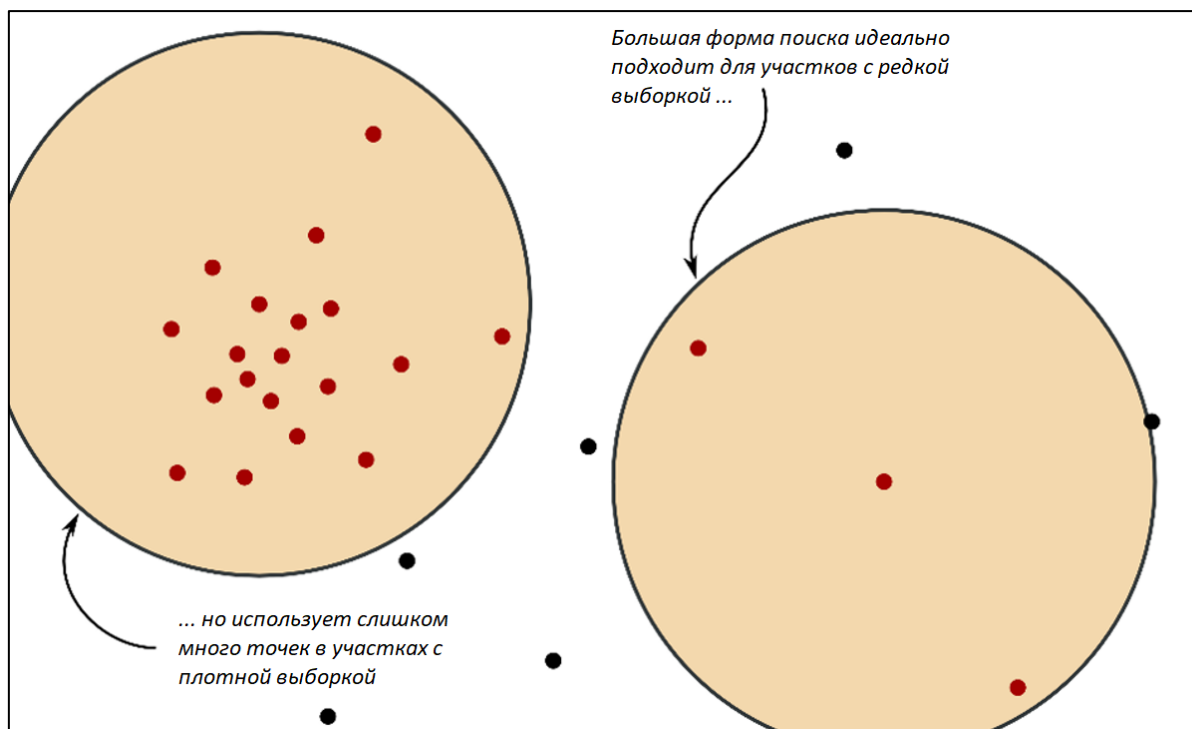 Большая форма поиска идеально
подходит для участков с редкой
выборкой ...
... но использует слишком
много точек в участках с
плотной выборкой